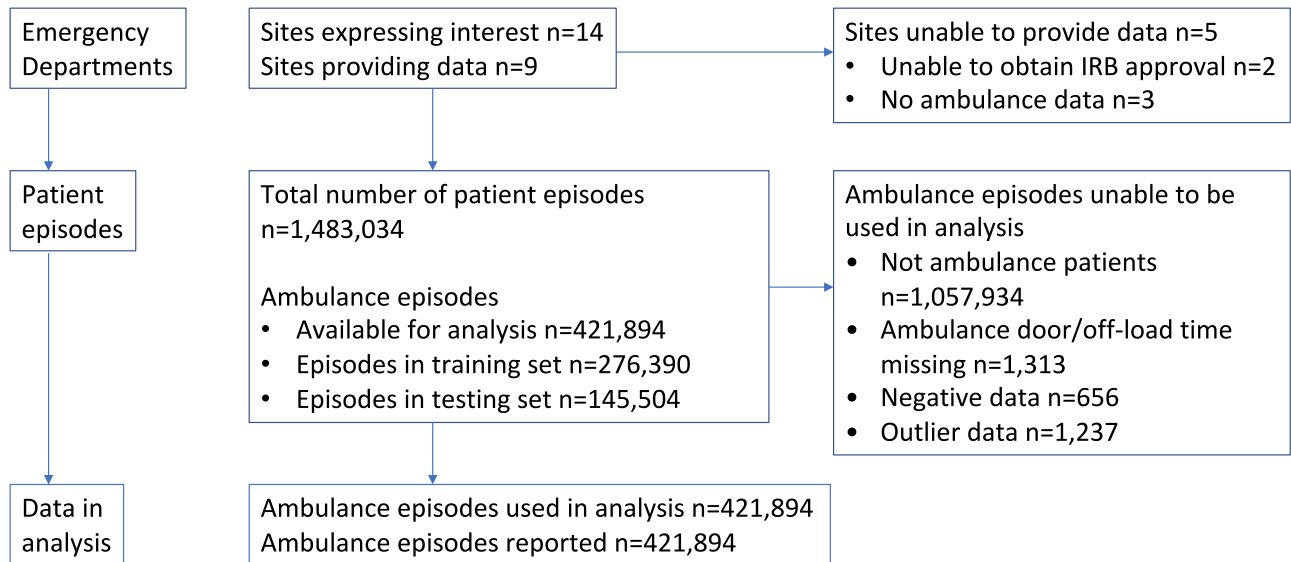 Emergency
Departments
Sites expressing interest n=14
Sites providing data n=9
Sites unable to provide data n=5
• Unable to obtain IRB approval n=2
• No ambulance data n=3
Patient
episodes
Total number of patient episodes
n=1,483,034
Ambulance episodes
• Available for analysis n=421,894
• Episodes in training set n=276,390
• Episodes in testing set n=145,504
Ambulance episodes unable to be
used in analysis
• Not ambulance patients
n=1,057,934
• Ambulance door/off-load time
missing n=1,313
• Negative data n=656
• Outlier data n=1,237
Data in
analysis
Ambulance episodes used in analysis n=421,894
Ambulance episodes reported n=421,894